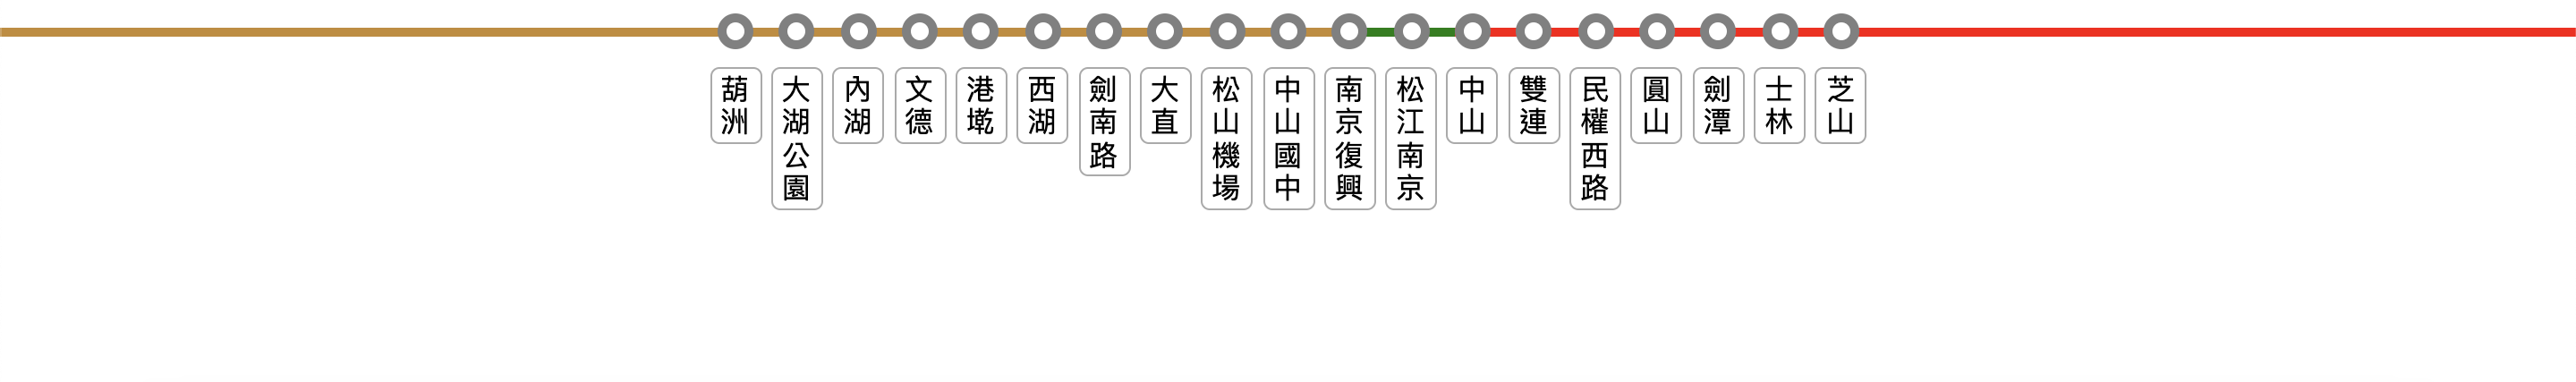 葫洲
大湖公園
內湖
文德
港墘
西湖
劍南路
大直
松山機場
中山國中
南京復興
松江南京
中山
雙連
民權西路
圓山
劍潭
士林
芝山